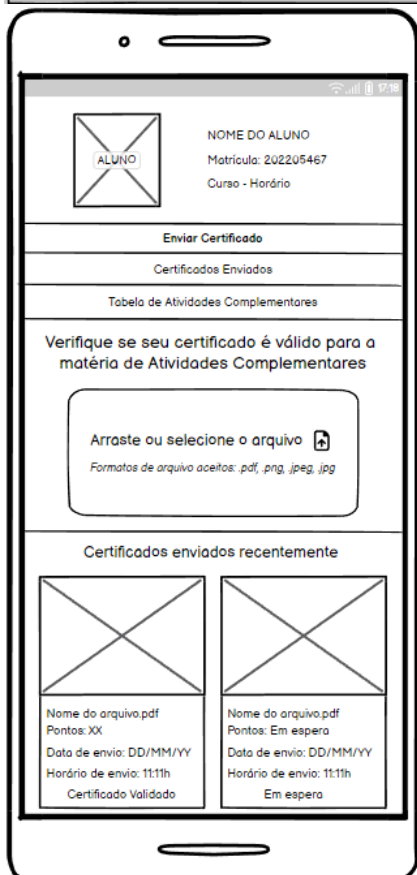 17:18
ALUNO
NOME DO ALUNO
Matrícula: 202205467
Curso - Horário
Enviar Certificado
Certificados Enviados
Tabela de Atividades Complementares
Verifique se seu certificado é válido para a
matéria de Atividades Complementares
Arraste ou selecione o arquivo
Formatos de arquivo aceitos: .pdf, .png, .jpeg, .jpg
Certificados enviados recentemente
Nome do arquivo.pdf
Pontos: XX
Data de envio: DD/MM/YY
Horário de envio: 11:11h
Certificado Validado
Nome do arquivo.pdf
Pontos: Em espera
Data de envio: DD/MM/YY
Horário de envio: 11:11h
Em espera